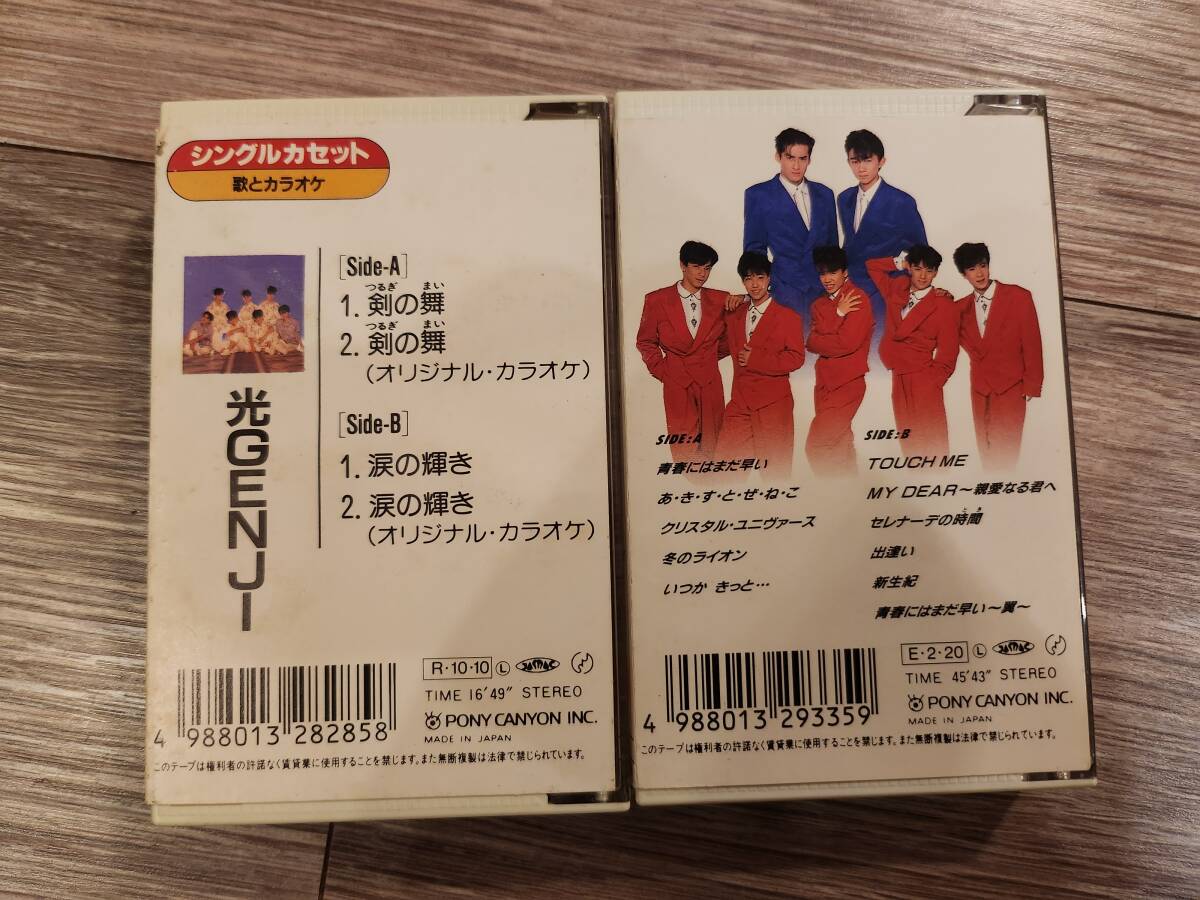 シングルカセット
歌とカラオケ
光GENJI
[Side-A]
つるぎ まい
1. 剣の舞
つるぎ まい
2. 剣の舞
(オリジナル・カラオケ)
[Side-B]
1. 涙の輝き
2. 涙の輝き
(オリジナル・カラオケ)
R・10・10 L JASRAC
TIME 16'49" STEREO
PONY CANYON INC.
MADE IN JAPAN
4 988013 282858
このテープは権利者の許諾なく賃貸業に使用することを禁じます。また無断複製は法律で禁じられています。
SIDE:A
青春にはまだ早い
あ・き・す・と・ぜ・ね・こ
クリスタル・ユニヴァース
冬のライオン
いつか きっと…
SIDE:B
TOUCH ME
MY DEAR〜親愛なる君へ
とき
セレナーデの時間
出逢い
新生紀
青春にはまだ早い〜翼〜
E・2・20 L JASRAC
TIME 45'43" STEREO
PONY CANYON INC.
MADE IN JAPAN
4 988013 293359
このテープは権利者の許諾なく賃貸業に使用することを禁じます。また無断複製は法律で禁じられています。